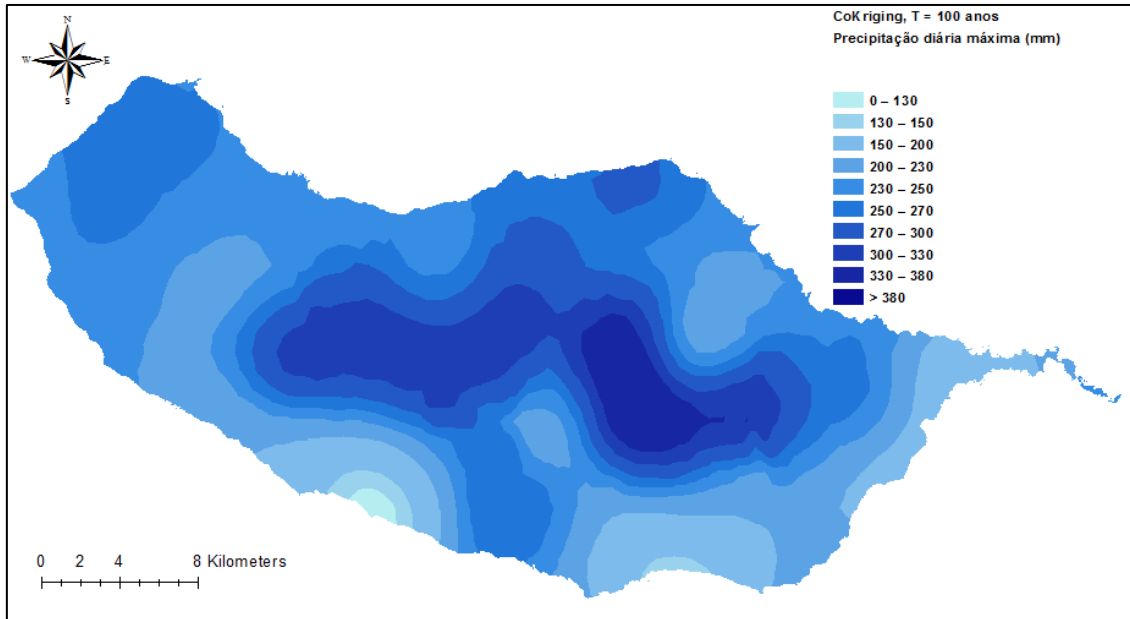 CoKriging, T = 100 anos
Precipitação diária máxima (mm)
N
W E
S
0 – 130
130 – 150
150 – 200
200 – 230
230 – 250
250 – 270
270 – 300
300 – 330
330 – 380
> 380
0 2 4 8 Kilometers